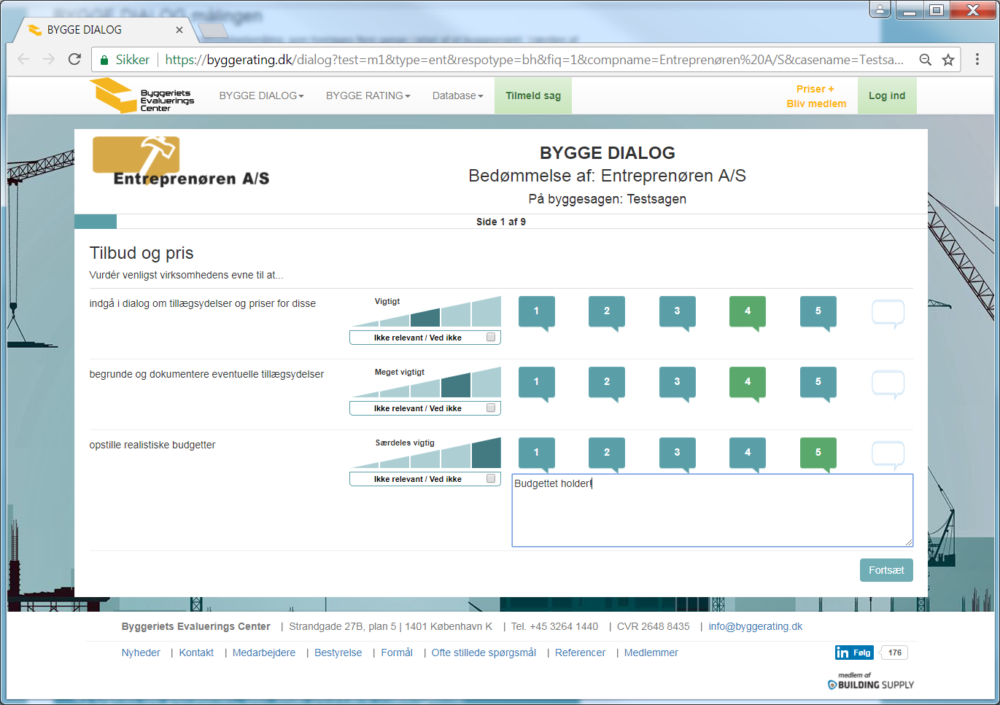 BYGGE DIALOG målingen
BYGGE DIALOG
Sikker https://byggerating.dk/dialog?test=m1&type=ent&respotype=bh&fiq=1&compname=Entreprenøren%20A/S&casename=Testsa...
Byggeriets
Evaluerings
Center
BYGGE DIALOG
BYGGE RATING
Database
Tilmeld sag
Priser +
Bliv medlem
Log ind
Entreprenøren A/S
BYGGE DIALOG
Bedømmelse af: Entreprenøren A/S
På byggesagen: Testsagen
Side 1 af 9
Tilbud og pris
Vurdér venligst virksomhedens evne til at...
indgå i dialog om tillægsydelser og priser for disse
Vigtigt
1 2 3 4 5
Ikke relevant / Ved ikke
begrunde og dokumentere eventuelle tillægsydelser
Meget vigtigt
1 2 3 4 5
Ikke relevant / Ved ikke
opstille realistiske budgetter
Særdeles vigtig
1 2 3 4 5
Ikke relevant / Ved ikke
Budgettet holder!
Fortsæt
Byggeriets Evaluerings Center | Strandgade 27B, plan 5 | 1401 København K | Tel. +45 3264 1440 | CVR 2648 8435 | info@byggerating.dk
Nyheder | Kontakt | Medarbejdere | Bestyrelse | Formål | Ofte stillede spørgsmål | Referencer | Medlemmer
in Følg 176
medlem af
BUILDING SUPPLY